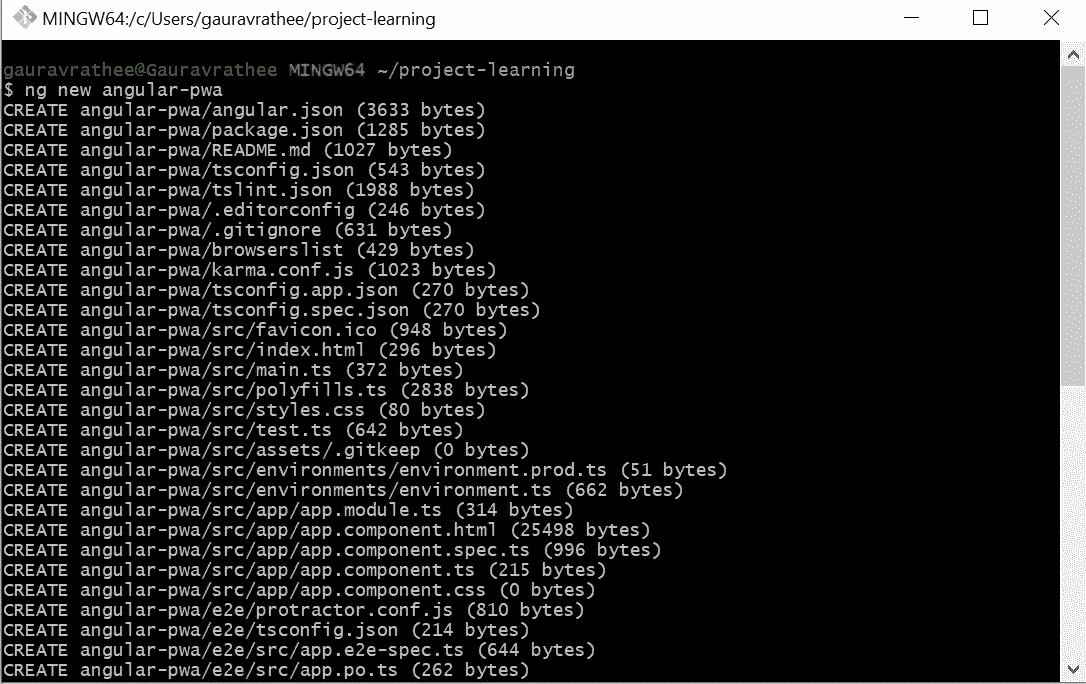 MINGW64:/c/Users/gauravrathee/project-learning
gauravrathee@Gauravrathee MINGW64 ~/project-learning
$ ng new angular-pwa
CREATE angular-pwa/angular.json (3633 bytes)
CREATE angular-pwa/package.json (1285 bytes)
CREATE angular-pwa/README.md (1027 bytes)
CREATE angular-pwa/tsconfig.json (543 bytes)
CREATE angular-pwa/tslint.json (1988 bytes)
CREATE angular-pwa/.editorconfig (246 bytes)
CREATE angular-pwa/.gitignore (631 bytes)
CREATE angular-pwa/browserslist (429 bytes)
CREATE angular-pwa/karma.conf.js (1023 bytes)
CREATE angular-pwa/tsconfig.app.json (270 bytes)
CREATE angular-pwa/tsconfig.spec.json (270 bytes)
CREATE angular-pwa/src/favicon.ico (948 bytes)
CREATE angular-pwa/src/index.html (296 bytes)
CREATE angular-pwa/src/main.ts (372 bytes)
CREATE angular-pwa/src/polyfills.ts (2838 bytes)
CREATE angular-pwa/src/styles.css (80 bytes)
CREATE angular-pwa/src/test.ts (642 bytes)
CREATE angular-pwa/src/assets/.gitkeep (0 bytes)
CREATE angular-pwa/src/environments/environment.prod.ts (51 bytes)
CREATE angular-pwa/src/environments/environment.ts (662 bytes)
CREATE angular-pwa/src/app/app.module.ts (314 bytes)
CREATE angular-pwa/src/app/app.component.html (25498 bytes)
CREATE angular-pwa/src/app/app.component.spec.ts (996 bytes)
CREATE angular-pwa/src/app/app.component.ts (215 bytes)
CREATE angular-pwa/src/app/app.component.css (0 bytes)
CREATE angular-pwa/e2e/protractor.conf.js (810 bytes)
CREATE angular-pwa/e2e/tsconfig.json (214 bytes)
CREATE angular-pwa/e2e/src/app.e2e-spec.ts (644 bytes)
CREATE angular-pwa/e2e/src/app.po.ts (262 bytes)